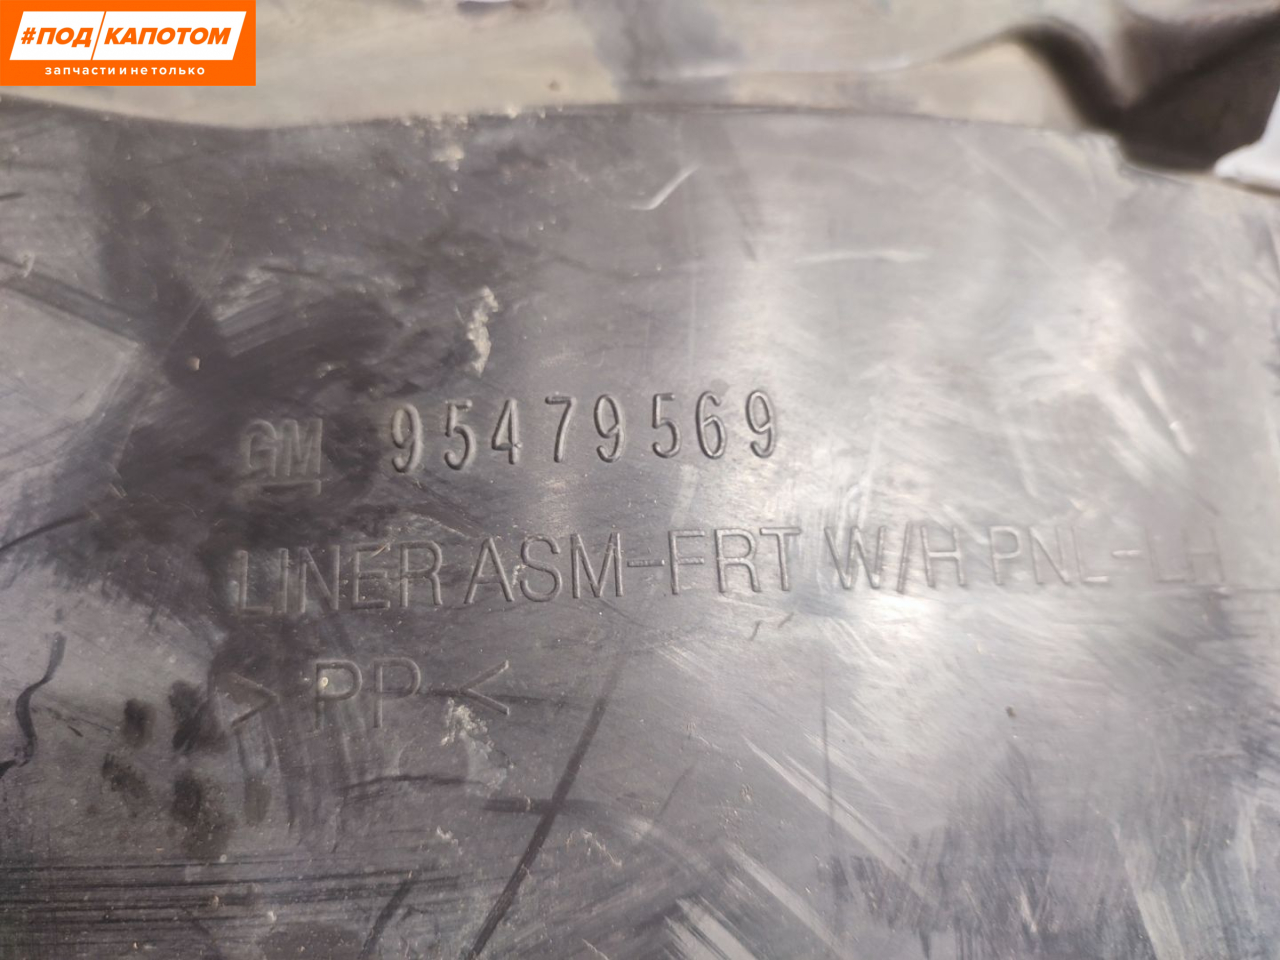 #ПОД КАПОТОМ
запчасти и не только
GM 95479569
LINER ASM-FRT W/H PNL-LH
>PP<